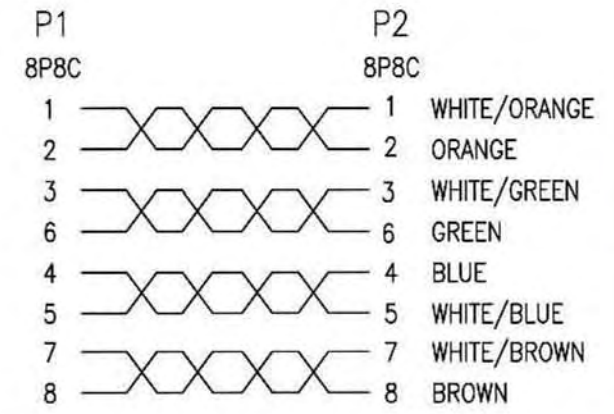 P1 P2
8P8C 8P8C
1 1 WHITE/ORANGE
2 2 ORANGE
3 3 WHITE/GREEN
6 6 GREEN
4 4 BLUE
5 5 WHITE/BLUE
7 7 WHITE/BROWN
8 8 BROWN